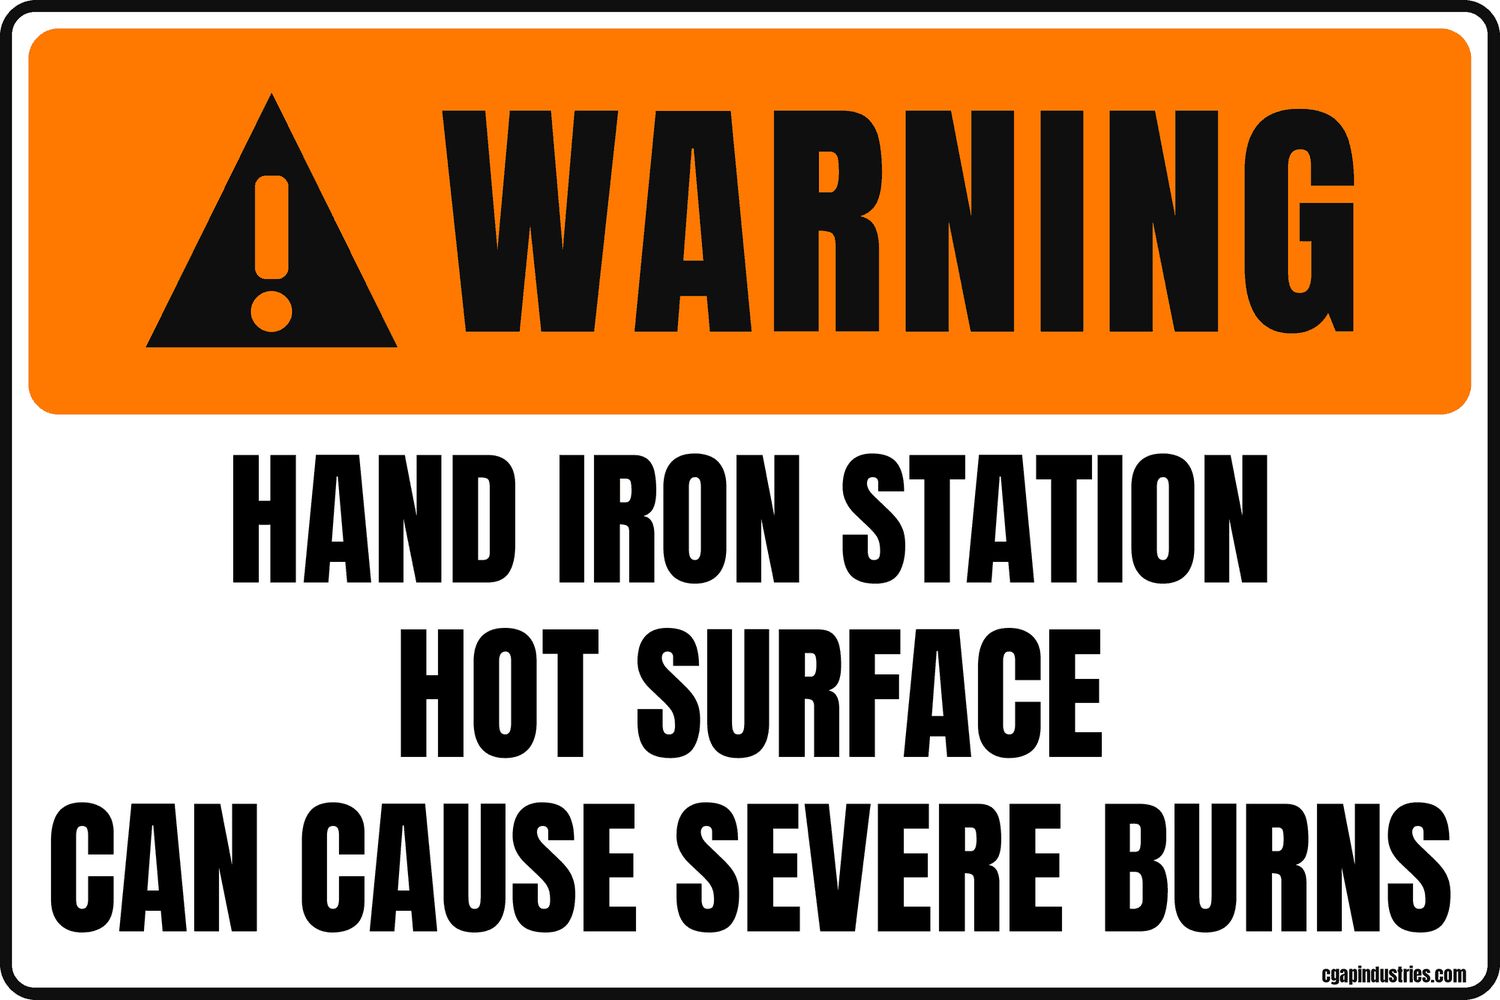 WARNING
HAND IRON STATION
HOT SURFACE
CAN CAUSE SEVERE BURNS
cgapindustries.com